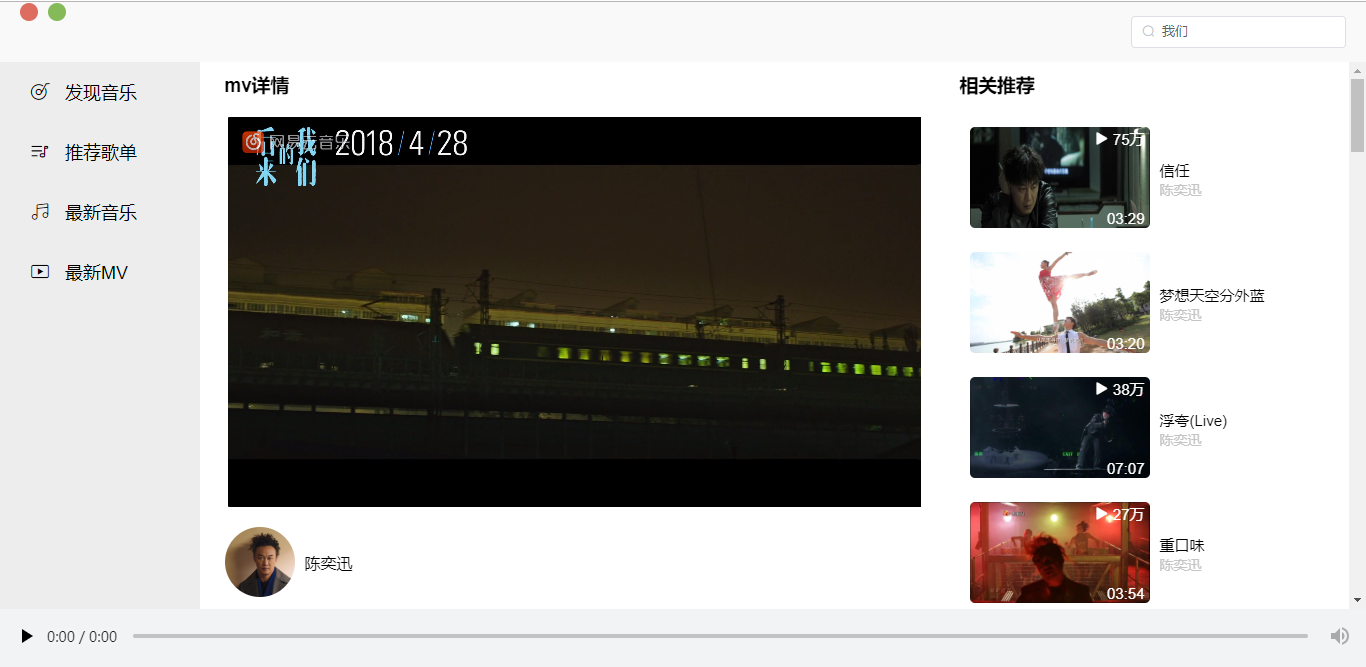 我们
发现音乐
推荐歌单
最新音乐
最新MV
mv详情
网易云音乐
后来的我们
2018/4/28
陈奕迅
相关推荐
75万
03:29
信任
陈奕迅
03:20
梦想天空分外蓝
陈奕迅
38万
07:07
浮夸(Live)
陈奕迅
27万
03:54
重口味
陈奕迅
0:00 / 0:00